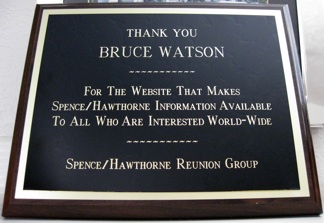 THANK YOU
BRUCE WATSON
-----------
FOR THE WEBSITE THAT MAKES
SPENCE/HAWTHORNE INFORMATION AVAILABLE
TO ALL WHO ARE INTERESTED WORLD-WIDE
-----------
SPENCE/HAWTHORNE REUNION GROUP